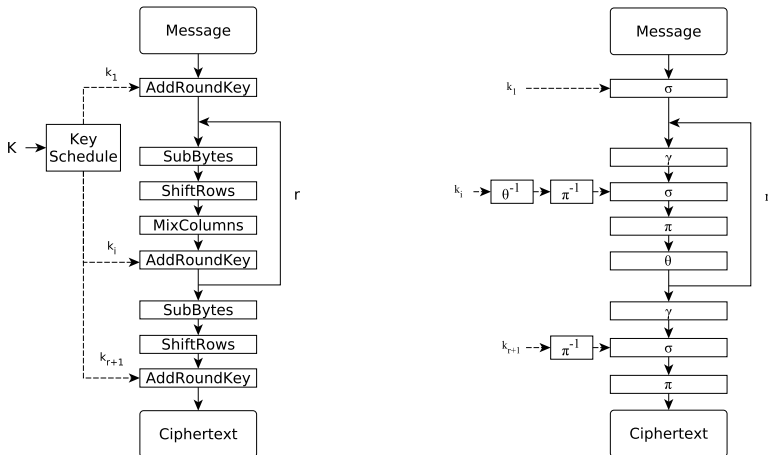 Message
k₁
AddRoundKey
K
Key
Schedule
SubBytes
ShiftRows
r
MixColumns
kᵢ
AddRoundKey
SubBytes
ShiftRows
kᵣ₊₁
AddRoundKey
Ciphertext
Message
k₁
σ
γ
kᵢ
θ⁻¹
π⁻¹
σ
π
θ
γ
kᵣ₊₁
π⁻¹
σ
π
Ciphertext